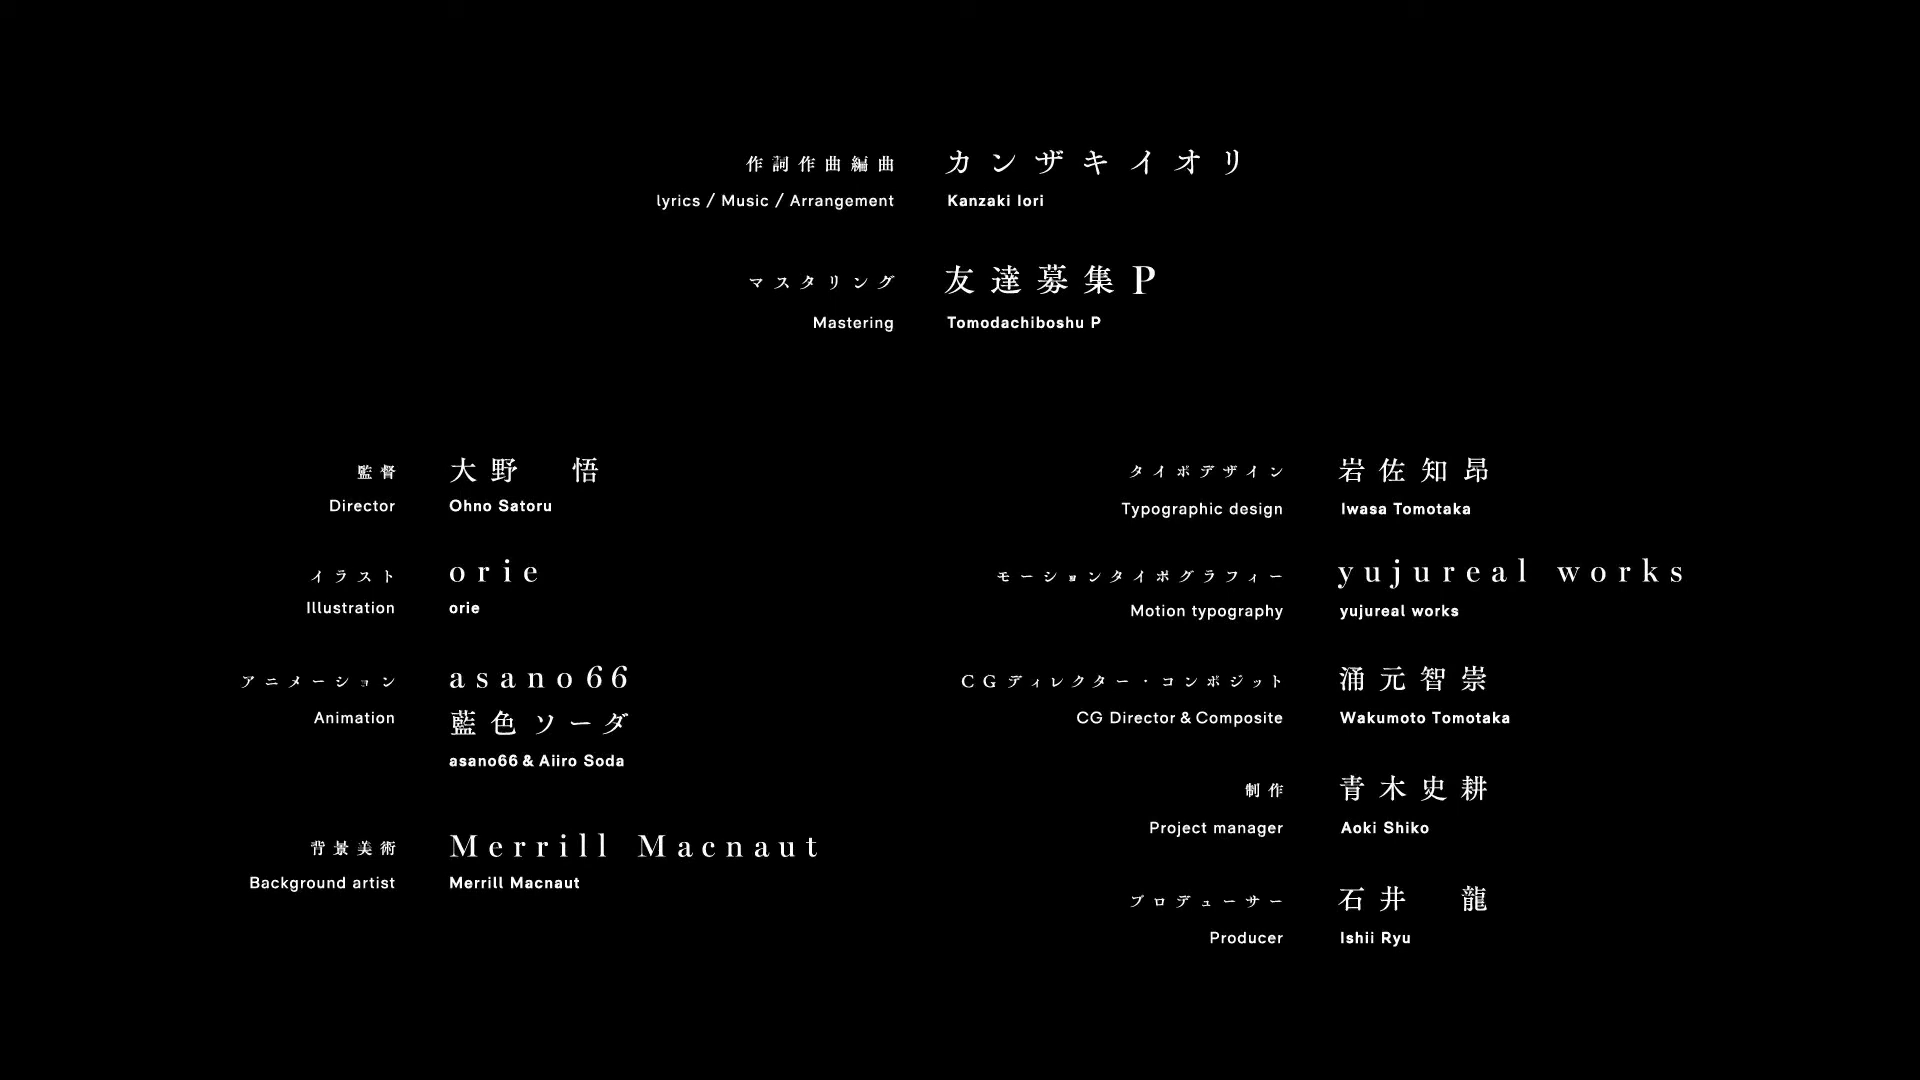 作詞作曲編曲 カンザキイオリ
lyrics / Music / Arrangement Kanzaki Iori
マスタリング 友達募集P
Mastering Tomodachiboshu P
監督 大野 悟
Director Ohno Satoru
イラスト orie
Illustration orie
アニメーション asano66
Animation 藍色ソーダ
asano66 & Aiiro Soda
背景美術 Merrill Macnaut
Background artist Merrill Macnaut
タイポデザイン 岩佐知昂
Typographic design Iwasa Tomotaka
モーションタイポグラフィー yujureal works
Motion typography yujureal works
CGディレクター・コンポジット 涌元智崇
CG Director & Composite Wakumoto Tomotaka
制作 青木史耕
Project manager Aoki Shiko
プロデューサー 石井 龍
Producer Ishii Ryu